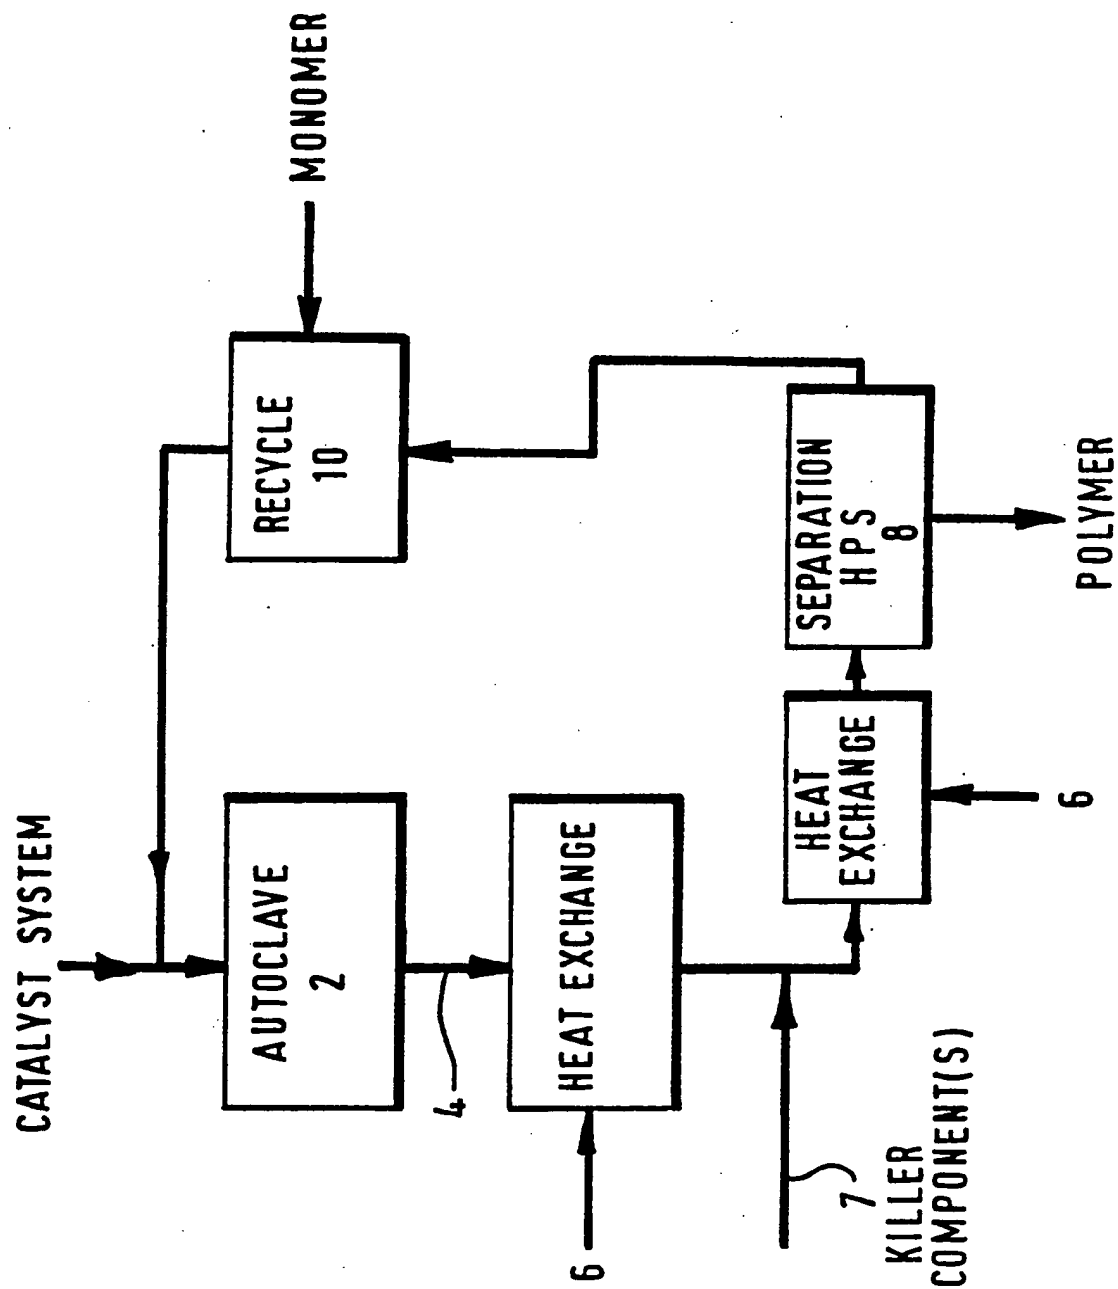 CATALYST SYSTEM
MONOMER
AUTOCLAVE
2
RECYCLE
10
4
6
HEAT EXCHANGE
7
KILLER
COMPONENT(S)
HEAT
EXCHANGE
6
SEPARATION
HPS
8
POLYMER